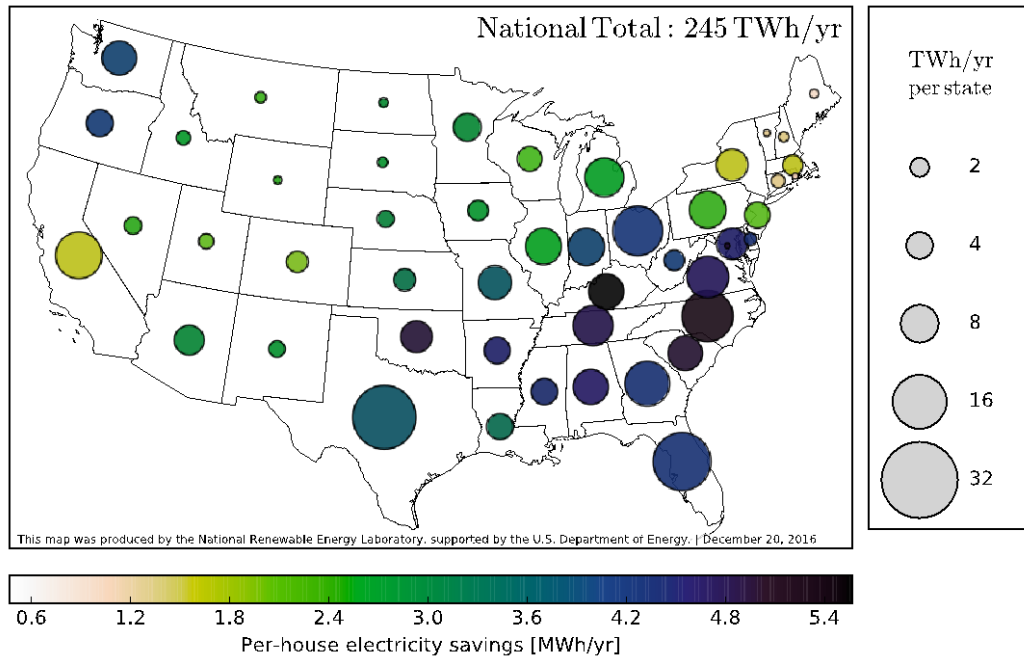 National Total: 245 TWh/yr
TWh/yr
per state
2
4
8
16
32
This map was produced by the National Renewable Energy Laboratory. supported by the U.S. Department of Energy. | December 20, 2016
0.6 1.2 1.8 2.4 3.0 3.6 4.2 4.8 5.4
Per-house electricity savings [MWh/yr]